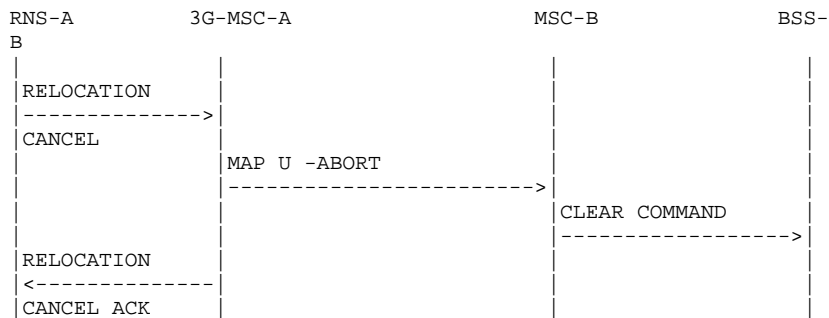 RNS-A 3G-MSC-A MSC-B BSS-
B
RELOCATION
CANCEL
MAP U -ABORT
CLEAR COMMAND
RELOCATION
CANCEL ACK